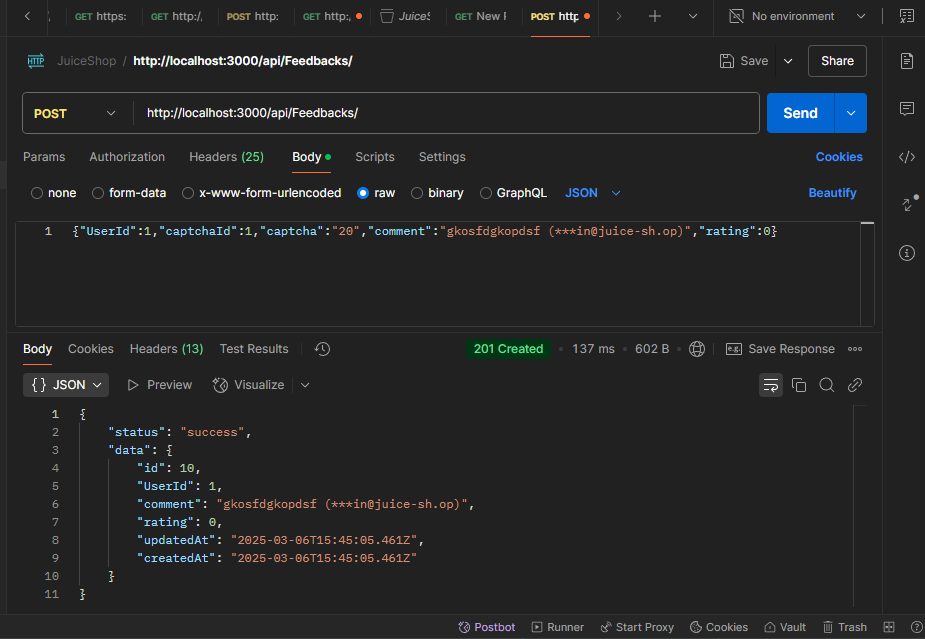 GET https:
GET http:/,
POST http:
GET http:,
JuiceS
GET New F
POST http
No environment
HTTP JuiceShop / http://localhost:3000/api/Feedbacks/
Save
Share
POST http://localhost:3000/api/Feedbacks/
Send
Params Authorization Headers (25) Body Scripts Settings Cookies
none form-data x-www-form-urlencoded raw binary GraphQL JSON Beautify
1 {"UserId":1,"captchaId":1,"captcha":"20","comment":"gkosfdgkopdsf (***in@juice-sh.op)","rating":0}
Body Cookies Headers (13) Test Results 201 Created • 137 ms • 602 B e.g. Save Response
{} JSON Preview Visualize
1 {
2 "status": "success",
3 "data": {
4 "id": 10,
5 "UserId": 1,
6 "comment": "gkosfdgkopdsf (***in@juice-sh.op)",
7 "rating": 0,
8 "updatedAt": "2025-03-06T15:45:05.461Z",
9 "createdAt": "2025-03-06T15:45:05.461Z"
10 }
11 }
Postbot Runner Start Proxy Cookies Vault Trash